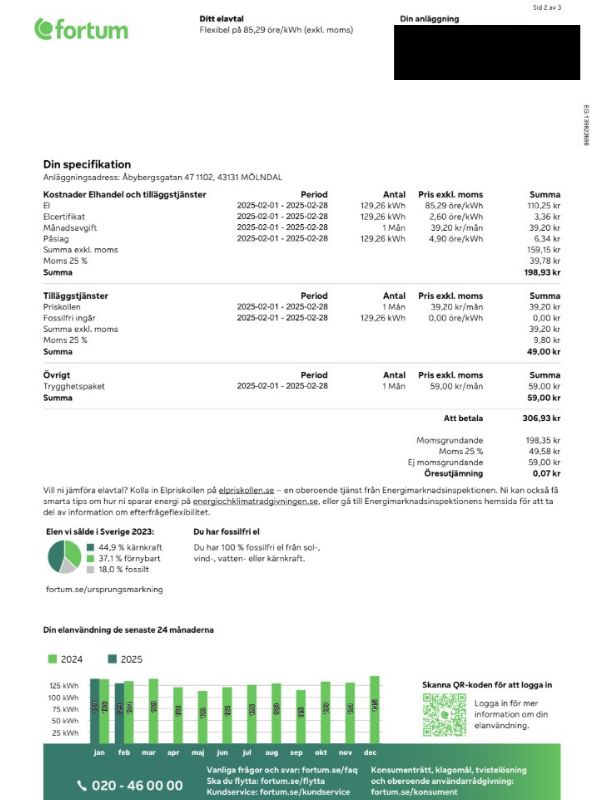 Sid 2 av 3
fortum
Ditt elavtal
Flexibel på 85,29 öre/kWh (exkl. moms)
Din anläggning
Din specifikation
Anläggningsadress: Åbybergsgatan 47 1102, 43131 MÖLNDAL
Kostnader Elhandel och tilläggstjänster Period Antal Pris exkl. moms Summa
El 2025-02-01 - 2025-02-28 129,26 kWh 85,29 öre/kWh 110,25 kr
Elcertifikat 2025-02-01 - 2025-02-28 129,26 kWh 2,60 öre/kWh 3,36 kr
Månadsavgift 2025-02-01 - 2025-02-28 1 Mån 39,20 kr/mån 39,20 kr
Påslag 2025-02-01 - 2025-02-28 129,26 kWh 4,90 öre/kWh 6,34 kr
Summa exkl. moms 159,15 kr
Moms 25 % 39,78 kr
Summa 198,93 kr
Tilläggstjänster Period Antal Pris exkl. moms Summa
Priskollen 2025-02-01 - 2025-02-28 1 Mån 39,20 kr/mån 39,20 kr
Fossilfri ingår 2025-02-01 - 2025-02-28 129,26 kWh 0,00 öre/kWh 0,00 kr
Summa exkl. moms 39,20 kr
Moms 25 % 9,80 kr
Summa 49,00 kr
Övrigt Period Antal Pris exkl. moms Summa
Trygghetspaket 2025-02-01 - 2025-02-28 1 Mån 59,00 kr/mån 59,00 kr
Summa 59,00 kr
Att betala 306,93 kr
Momsgrundande 198,35 kr
Moms 25 % 49,58 kr
Ej momsgrundande 59,00 kr
Öresutjämning 0,07 kr
Vill ni jämföra elavtal? Kolla in Elpriskollen på elpriskollen.se – en oberoende tjänst från Energimarknadsinspektionen. Ni kan också få
smarta tips om hur ni sparar energi på energiochklimatradgivningen.se, eller gå till Energimarknadsinspektionens hemsida för att ta
del av information om efterfrågeflexibilitet.
Elen vi sålde i Sverige 2023:
44,9 % kärnkraft
37,1 % förnybart
18,0 % fossilt
fortum.se/ursprungsmarkning
Du har fossilfri el
Du har 100 % fossilfri el från sol-,
vind-, vatten- eller kärnkraft.
Din elanvändning de senaste 24 månaderna
2024 2025
125 kWh
100 kWh
75 kWh
50 kWh
25 kWh
jan feb mar apr maj jun jul aug sep okt nov dec
Skanna QR-koden för att logga in
Logga in för mer
information om din
elanvändning.
020 - 46 00 00
Vanliga frågor och svar: fortum.se/faq
Ska du flytta: fortum.se/flytta
Kundservice: fortum.se/kundservice
Konsumenträtt, klagomål, tvistelösning
och oberoende användarrådgivning:
fortum.se/konsument